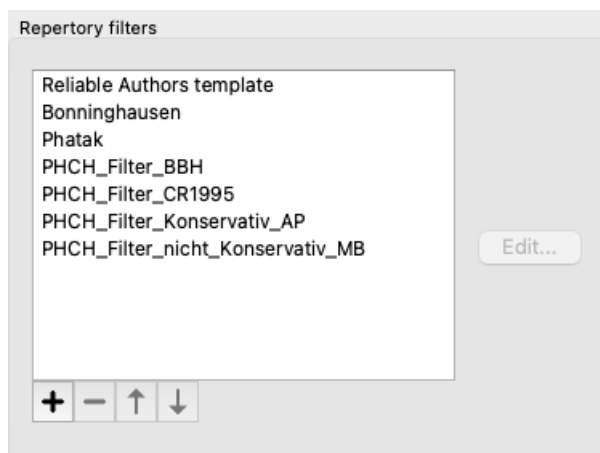 Repertory filters
Reliable Authors template
Bonninghausen
Phatak
PHCH_Filter_BBH
PHCH_Filter_CR1995
PHCH_Filter_Konservativ_AP
PHCH_Filter_nicht_Konservativ_MB
Edit...